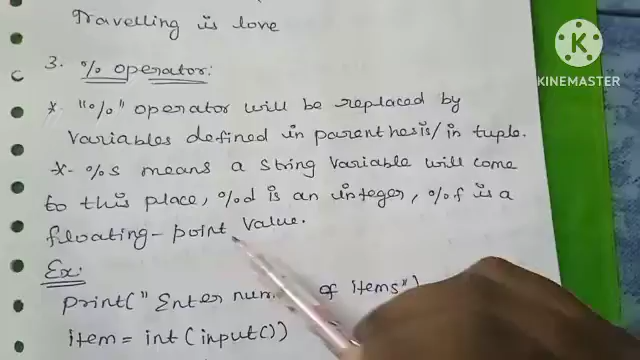 Travelling is love
3. % operator:
K
KINEMASTER
* "%" operator will be replaced by
variables defined in parenthesis/in tuple.
* %s means a string variable will come
to this place, %d is an integer, %f is a
floating-point value.
Ex:
print(" Enter num of items")
item = int (input())